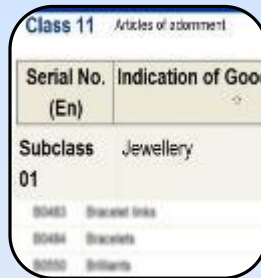 Class 11 Articles of adornment
Serial No. Indication of Goo
(En)
Subclass Jewellery
01
B0483 Bracelet links
B0484 Bracelets
B0550 Brilliants